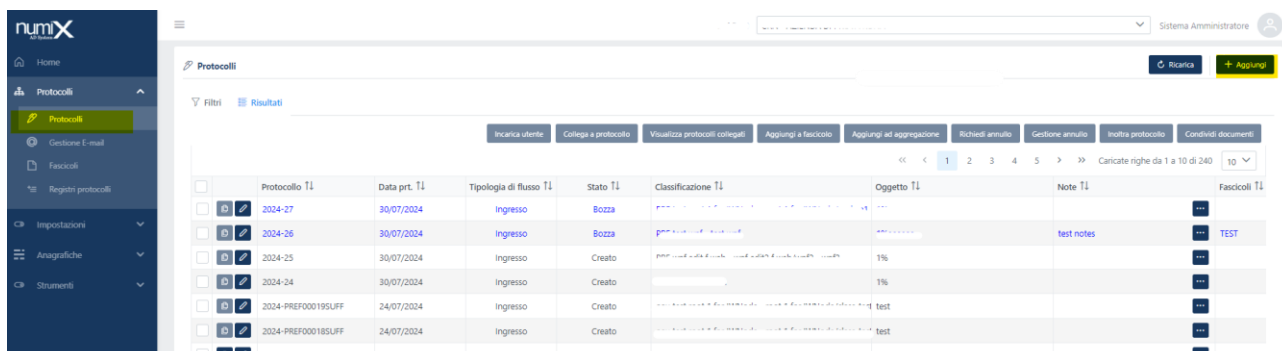 numiX
Sistema Amministratore
Home
Protocolli
Ricarica
+ Aggiungi
Protocolli
Filtri Risultati
Protocolli
Incarica utente Collega a protocollo Visualizza protocolli collegati Aggiungi a fascicolo Aggiungi ad aggregazione Richiedi annullo Gestione annullo Inoltra protocollo Condividi documenti
Gestione E-mail
<< < 1 2 3 4 5 > >> Caricate righe da 1 a 10 di 240 10
Fascicoli
Registri protocolli
Protocollo Data prt. Tipologia di flusso Stato Classificazione Oggetto Note Fascicoli
2024-27 30/07/2024 Ingresso Bozza
Impostazioni
2024-26 30/07/2024 Ingresso Bozza test notes TEST
Anagrafiche
2024-25 30/07/2024 Ingresso Creato 1%
Strumenti
2024-24 30/07/2024 Ingresso Creato 1%
2024-PREF00019SUFF 24/07/2024 Ingresso Creato test
2024-PREF00018SUFF 24/07/2024 Ingresso Creato test